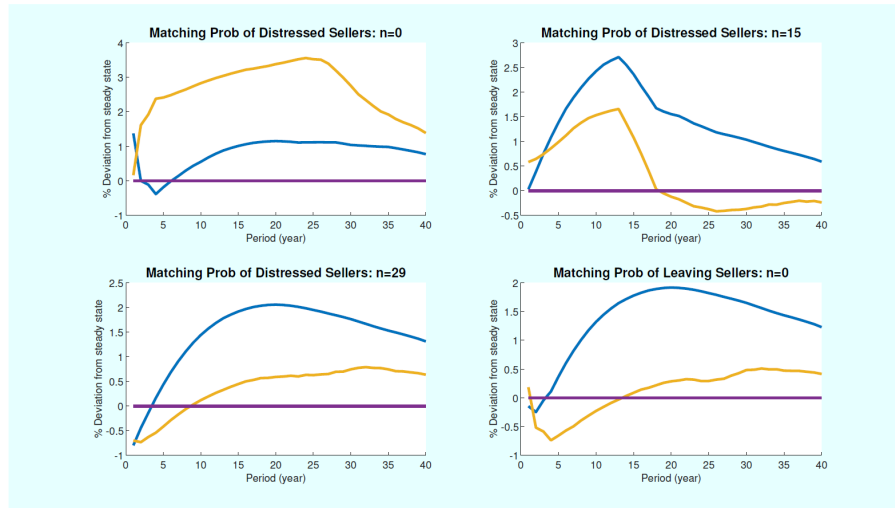 Matching Prob of Distressed Sellers: n=0
% Deviation from steady state
4
3
2
1
0
-1
0 5 10 15 20 25 30 35 40
Period (year)
Matching Prob of Distressed Sellers: n=15
% Deviation from steady state
3
2.5
2
1.5
1
0.5
0
-0.5
0 5 10 15 20 25 30 35 40
Period (year)
Matching Prob of Distressed Sellers: n=29
% Deviation from steady state
2.5
2
1.5
1
0.5
0
-0.5
-1
0 5 10 15 20 25 30 35 40
Period (year)
Matching Prob of Leaving Sellers: n=0
% Deviation from steady state
2
1.5
1
0.5
0
-0.5
-1
0 5 10 15 20 25 30 35 40
Period (year)